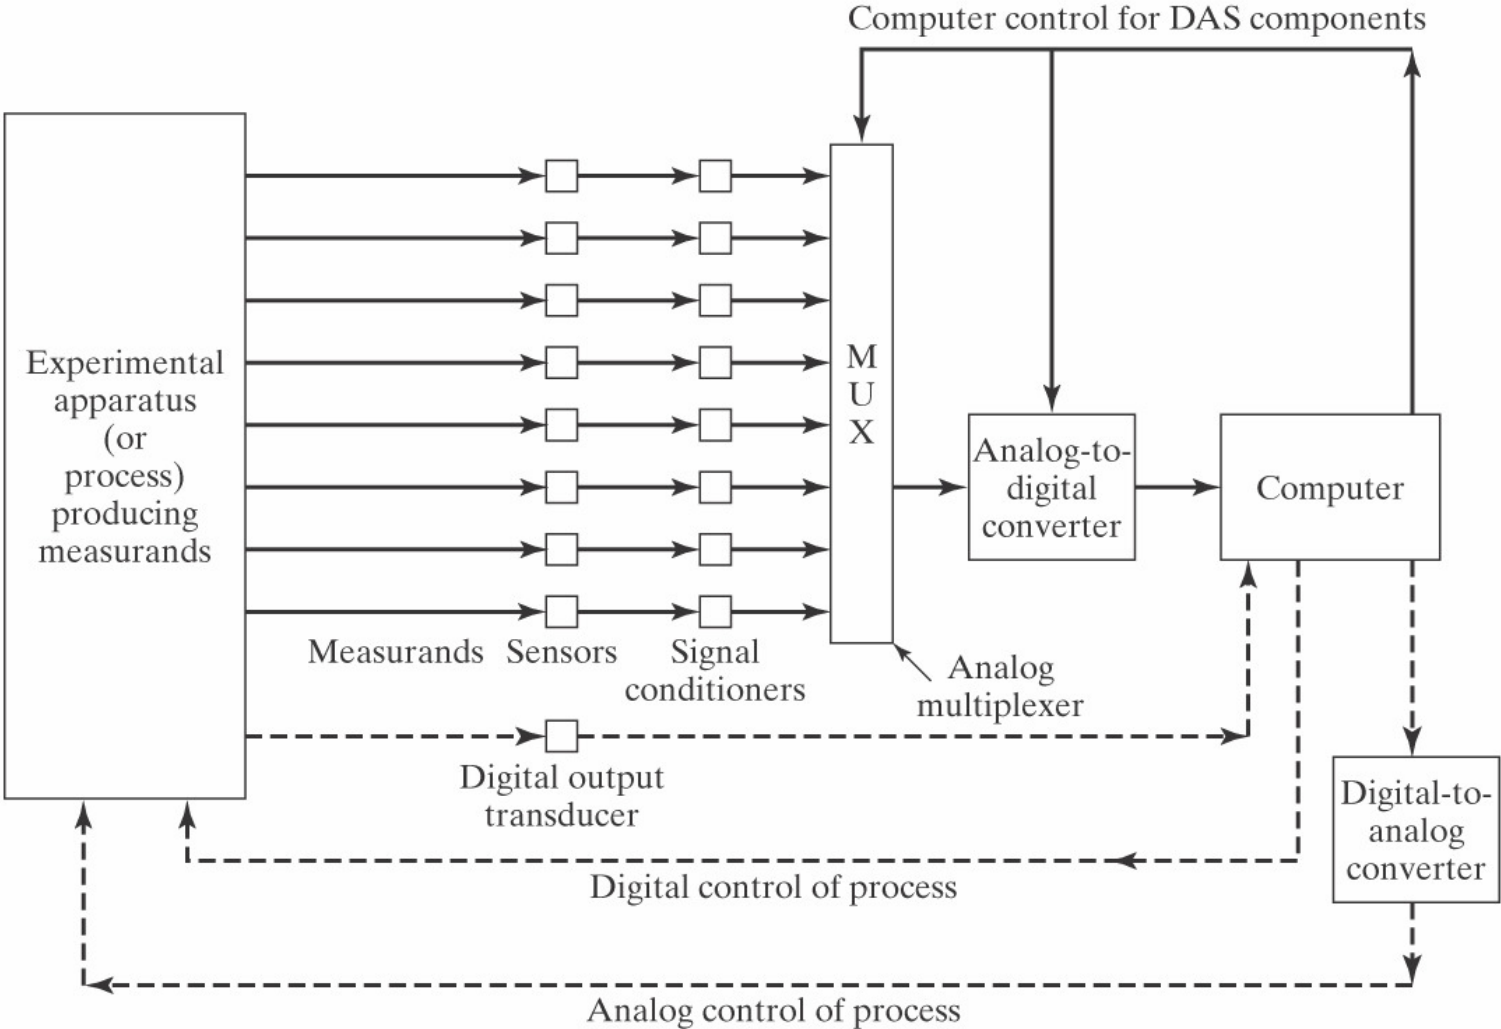 Computer control for DAS components
Experimental
apparatus
(or
process)
producing
measurands
M
U
X
Analog-to-
digital
converter
Computer
Measurands
Sensors
Signal
conditioners
Analog
multiplexer
Digital output
transducer
Digital-to-
analog
converter
Digital control of process
Analog control of process